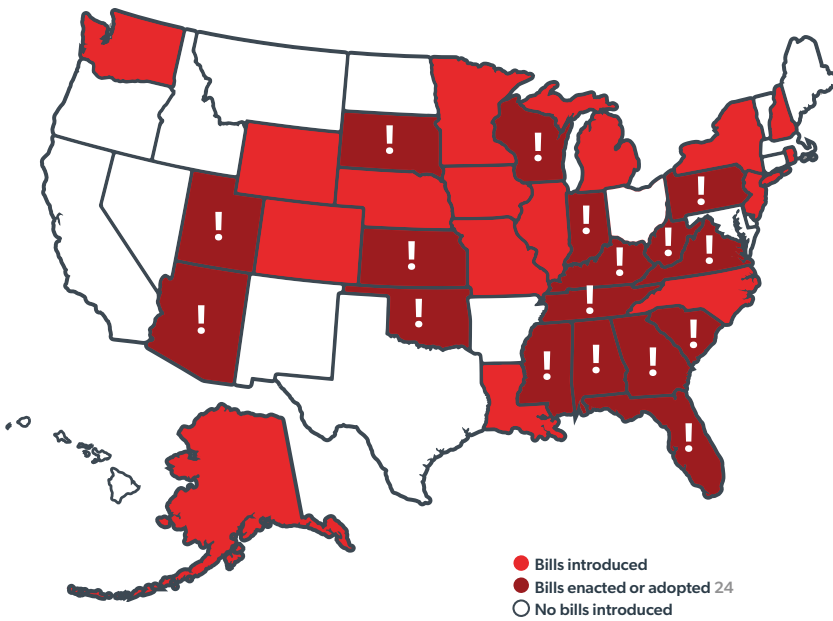 Bills introduced
Bills enacted or adopted 24
No bills introduced